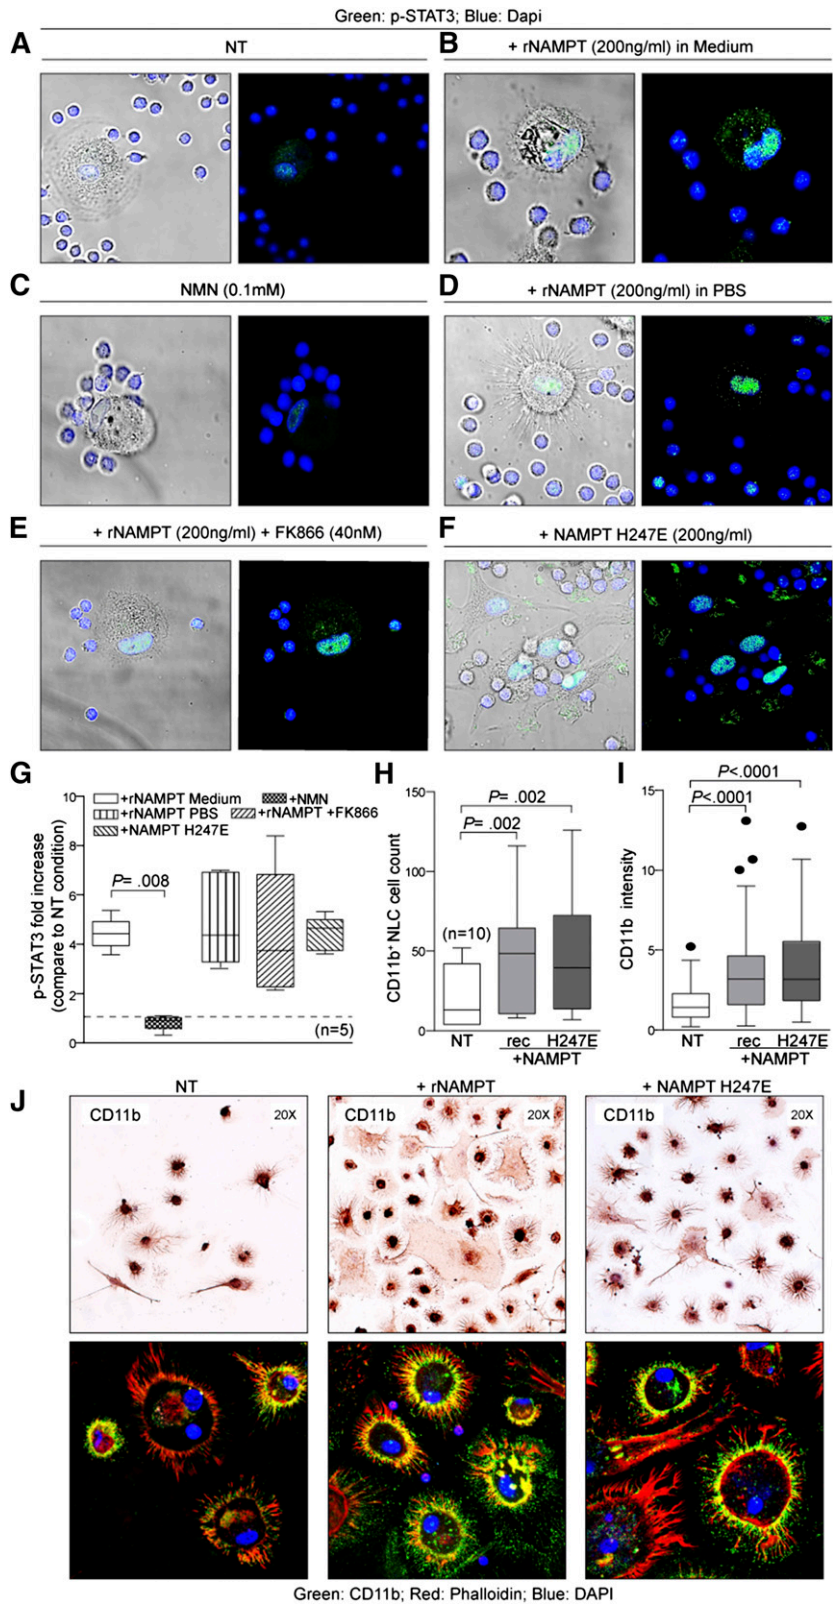 Green: p-STAT3; Blue: Dapi
A
NT
B
+ rNAMPT (200ng/ml) in Medium
C
NMN (0.1mM)
D
+ rNAMPT (200ng/ml) in PBS
E
+ rNAMPT (200ng/ml) + FK866 (40nM)
F
+ NAMPT H247E (200ng/ml)
G
p-STAT3 fold increase
(compare to NT condition)
10
8
6
4
2
0
+rNAMPT Medium
+NMN
+rNAMPT PBS
+rNAMPT +FK866
+NAMPT H247E
P= .008
(n=5)
H
CD11b+ NLC cell count
150
100
50
0
P= .002
P= .002
(n=10)
NT
rec
H247E
+NAMPT
I
CD11b intensity
15
10
5
0
P<.0001
P<.0001
NT
rec
H247E
+NAMPT
J
NT
+ rNAMPT
+ NAMPT H247E
CD11b
20X
CD11b
20X
CD11b
20X
Green: CD11b; Red: Phalloidin; Blue: DAPI